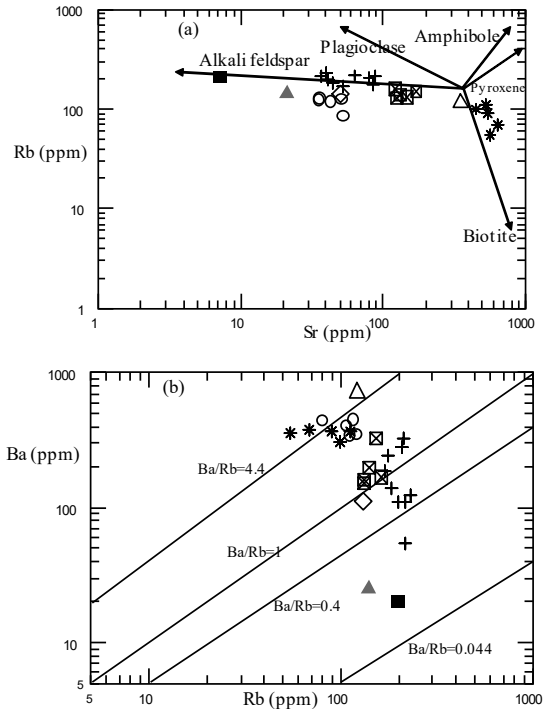 1000
(a)
Amphibole
Plagioclase
Alkali feldspar
Pyroxene
100
Rb (ppm)
10
Biotite
1
1 10 100 1000
Sr (ppm)
1000
(b)
Ba (ppm)
Ba/Rb=4.4
100
Ba/Rb=1
Ba/Rb=0.4
10
Ba/Rb=0.044
5
5 10 100 1000
Rb (ppm)